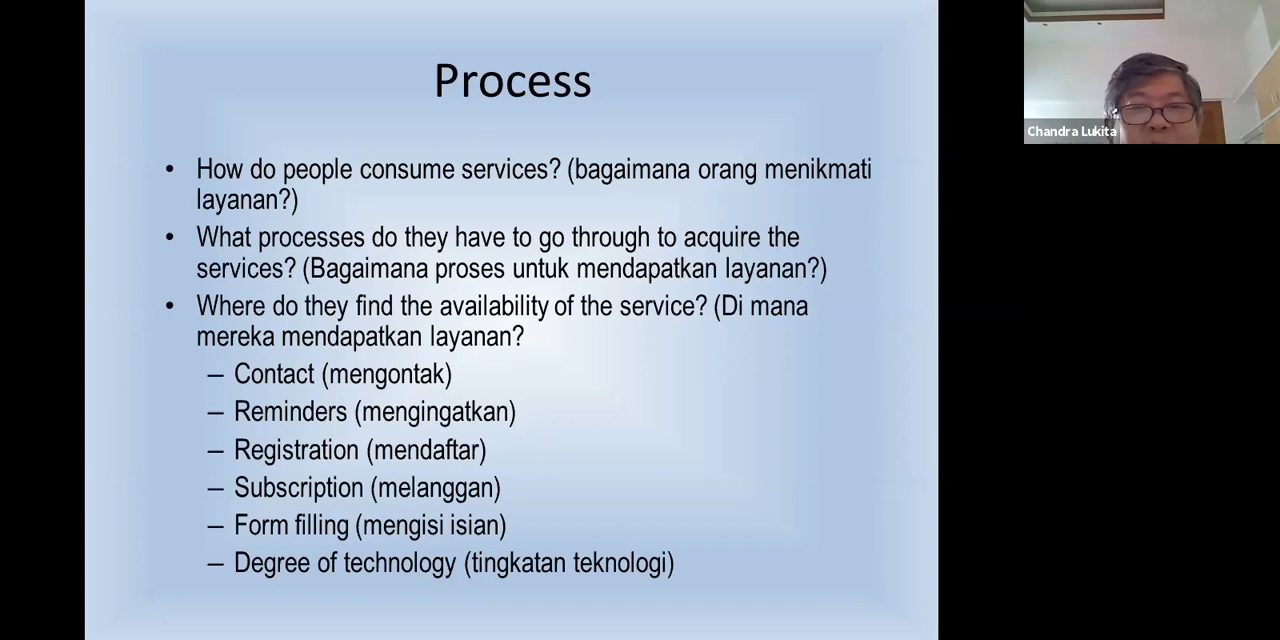 Process
• How do people consume services? (bagaimana orang menikmati
layanan?)
• What processes do they have to go through to acquire the
services? (Bagaimana proses untuk mendapatkan layanan?)
• Where do they find the availability of the service? (Di mana
mereka mendapatkan layanan?
– Contact (mengontak)
– Reminders (mengingatkan)
– Registration (mendaftar)
– Subscription (melanggan)
– Form filling (mengisi isian)
– Degree of technology (tingkatan teknologi)
Chandra Lukita